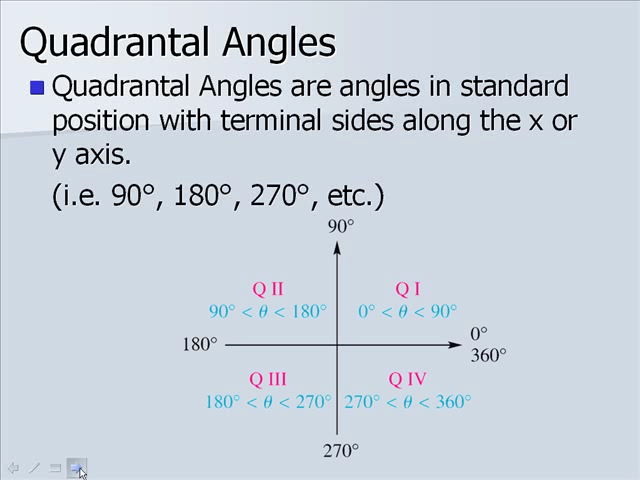 Quadrantal Angles
Quadrantal Angles are angles in standard
position with terminal sides along the x or
y axis.
(i.e. 90°, 180°, 270°, etc.)
90°
Q II
Q I
90° < θ < 180°
0° < θ < 90°
180°
0°
360°
Q III
Q IV
180° < θ < 270°
270° < θ < 360°
270°